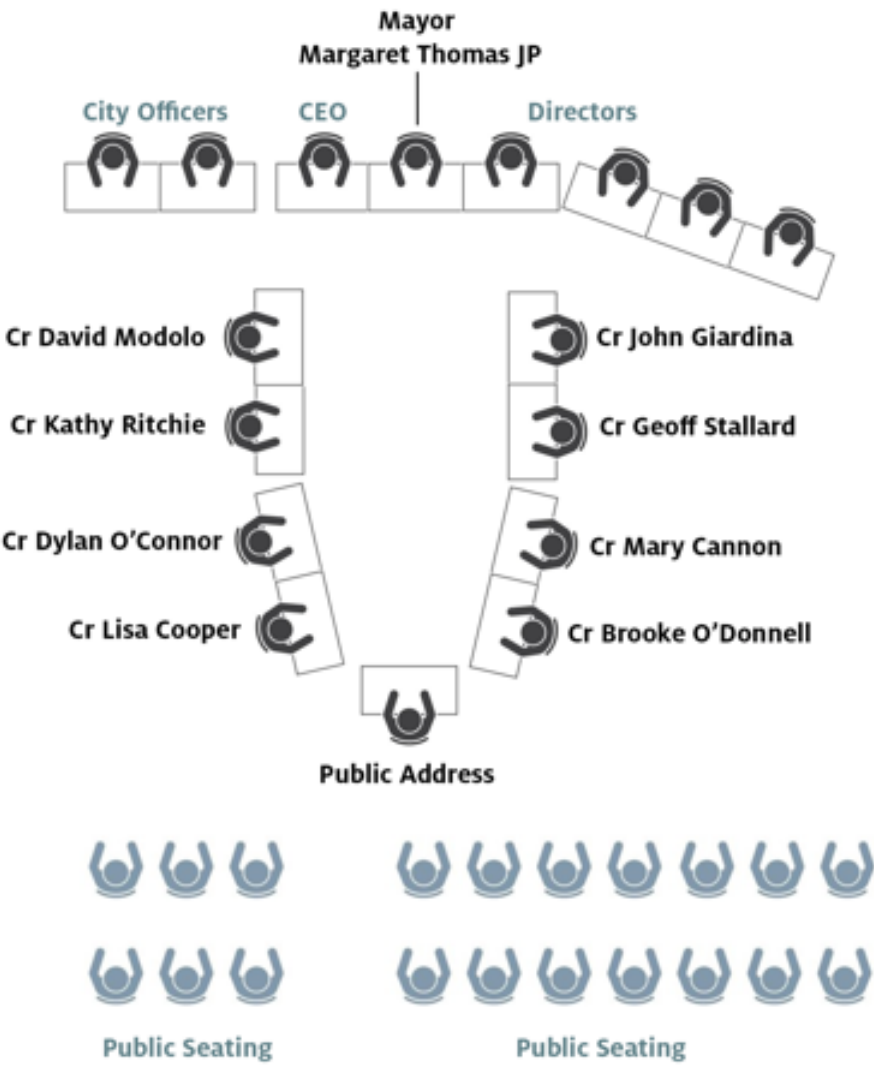 Mayor
Margaret Thomas JP
City Officers
CEO
Directors
Cr David Modolo
Cr John Giardina
Cr Kathy Ritchie
Cr Geoff Stallard
Cr Dylan O’Connor
Cr Mary Cannon
Cr Lisa Cooper
Cr Brooke O’Donnell
Public Address
Public Seating
Public Seating